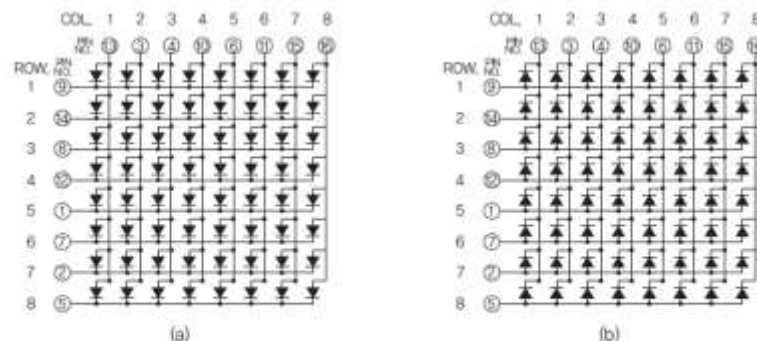 COL. 1 2 3 4 5 6 7 8
PIN NO. ⑬ ③ ④ ⑩ ⑥ ⑪ ⑮ ⑯
ROW. PIN NO.
1 ⑨
2 ⑭
3 ⑧
4 ⑫
5 ①
6 ⑦
7 ②
8 ⑤
(a)
COL. 1 2 3 4 5 6 7 8
PIN NO. ⑬ ③ ④ ⑩ ⑥ ⑪ ⑮
ROW. PIN NO.
1 ⑨
2 ⑭
3 ⑧
4 ⑫
5 ①
6 ⑦
7 ②
8 ⑤
(b)